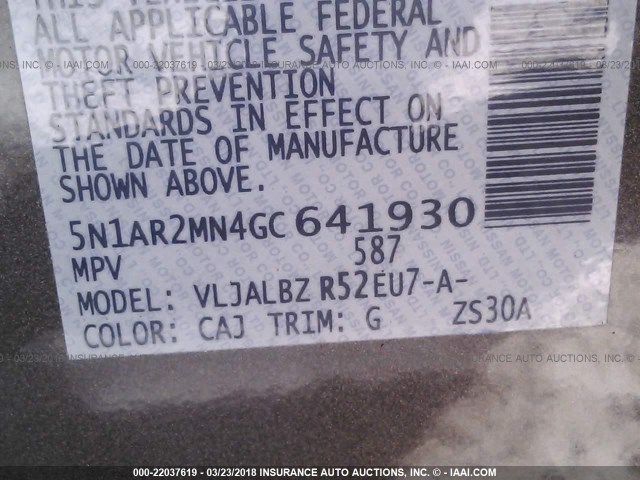 ALL APPLICABLE FEDERAL
MOTOR VEHICLE SAFETY AND
THEFT PREVENTION
STANDARDS IN EFFECT ON
THE DATE OF MANUFACTURE
SHOWN ABOVE.
5N1AR2MN4GC 641930
MPV 587
MODEL: VLJALBZ R52EU7-A-
COLOR: CAJ TRIM: G ZS30A
000-22037619 - 03/23/2018 INSURANCE AUTO AUCTIONS, INC. - © IAAI.COM